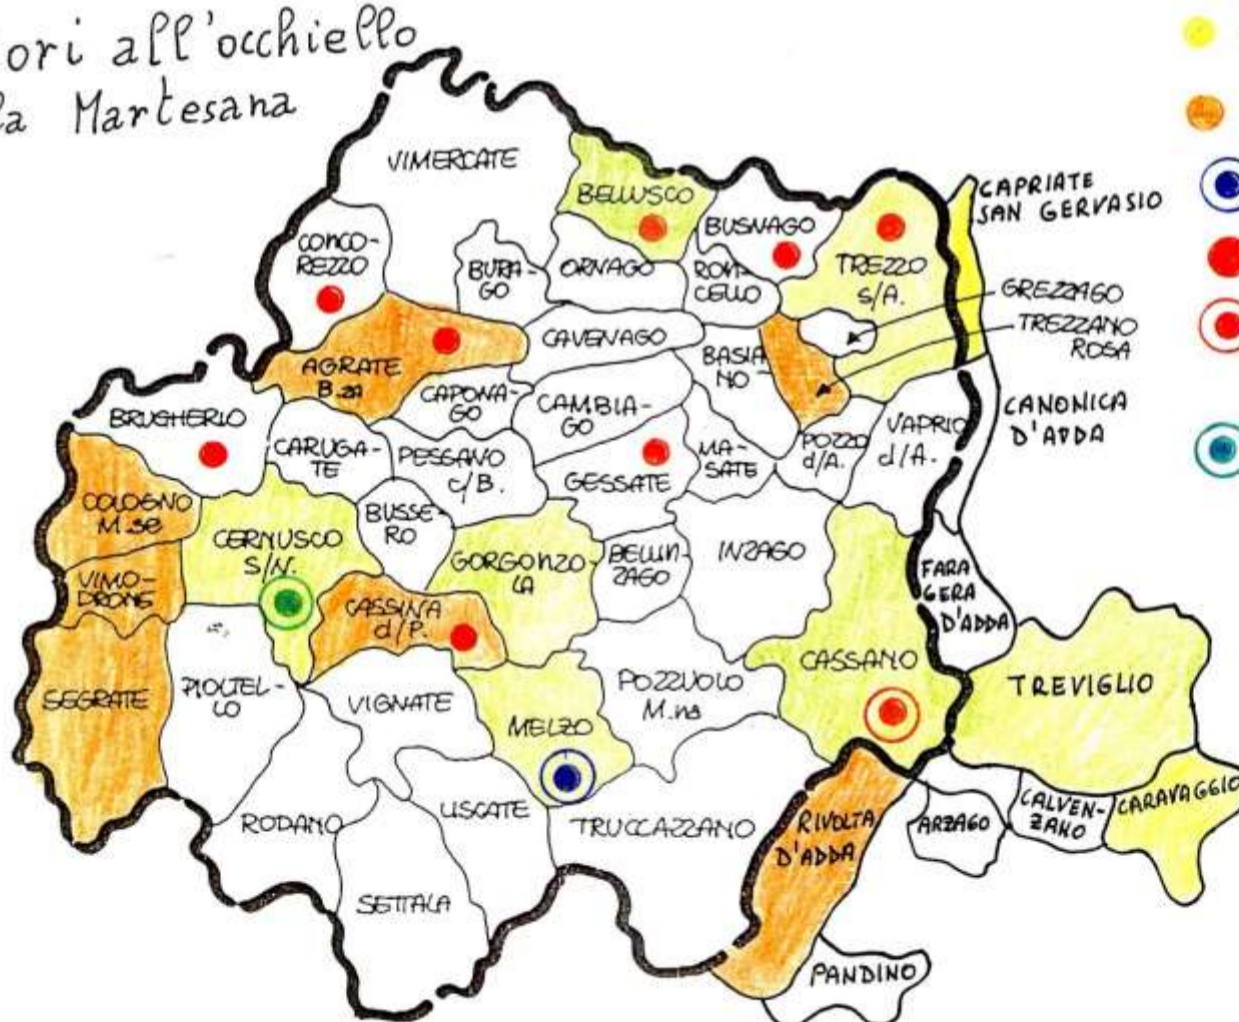 ori all'occhiello
la Martesana
VIMERCATE
BELLUSCO
CAPRIATE
SAN GERVASIO
BUSNAGO
CONCO-
REZZO
BURA-
GO
ORNAGO
RON-
CELLO
TREZZO
s/A.
GREZZAGO
TREZZANO
ROSA
CAVENAGO
BASIA
NO
AGRATE
B.za
CAPONA-
GO
CAMBIA-
GO
CANONICA
D'ADDA
BRUGHERIO
CARUGA-
TE
PESSANO
c/B.
GESSATE
MA-
SATE
POZZO
d/A.
VAPRIO
d/A.
COLOGNO
M.se
CERNUSCO
S/N.
BUSSE-
RO
GORGONZO-
LA
BELLIN-
ZAGO
INZAGO
FARA
GERA
D'ADDA
VIMO-
DRONE
CASSINA
d/P.
SEGRATE
PIOLTEL-
LO
VIGNATE
MELZO
POZZUOLO
M.na
CASSANO
TREVIGLIO
RODANO
LISCATE
TRUCCAZZANO
RIVOLTA
D'ADDA
ARZAGO
CALVEN-
ZANO
CARAVAGGIO
SETTALA
PANDINO